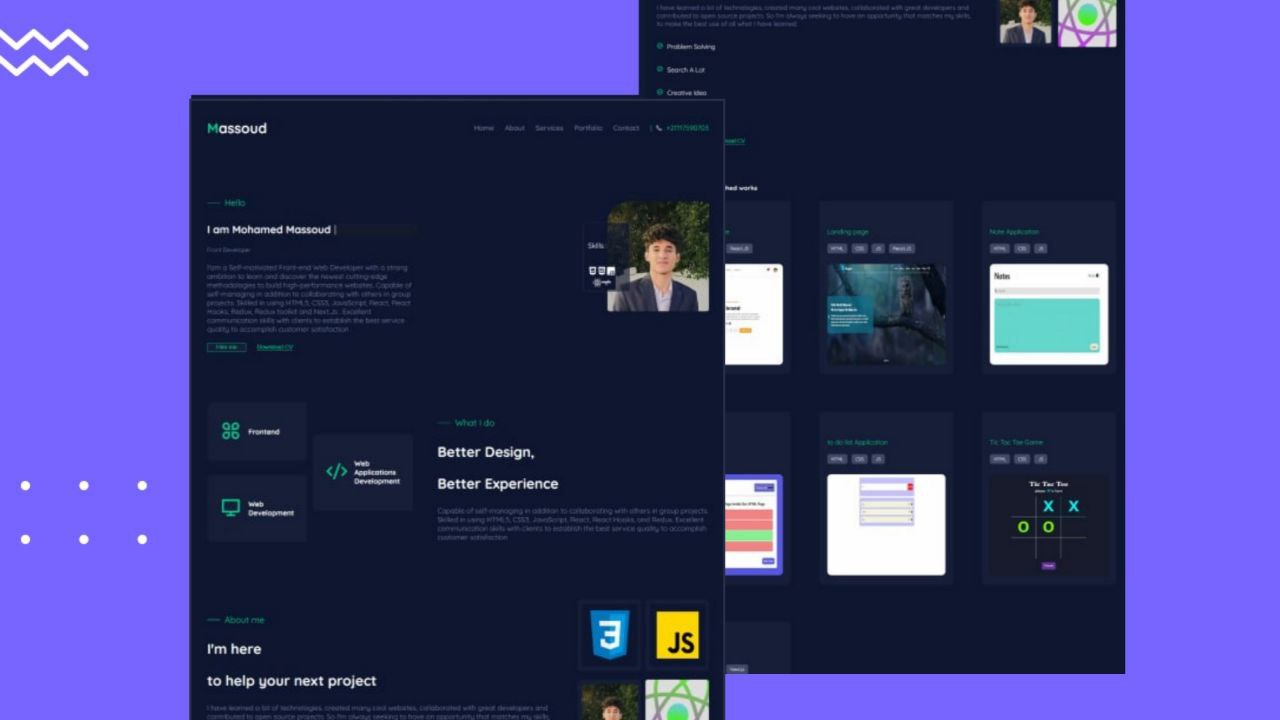 Massoud
Home About Services Portfolio Contact
Hello
I am Mohamed Massoud
Front Developer
I'am a Self-motivated Front-end Web Developer with a strong
ambition to learn and discover the newest cutting-edge
methodologies to build high-performance websites. Capable of
self-managing in addition to collaborating with others in group
projects. Skilled in using HTML5, CSS3, JavaScript, React, React
Hooks, Redux, Redux toolkit and Next.Js . Excellent
communication skills with clients to establish the best service
quality to accomplish customer satisfaction
Hire me Download CV
Skills
Frontend
Web
Applications
Development
Web
Development
What I do
Better Design,
Better Experience
Capable of self-managing in addition to collaborating with others in group projects.
Skilled in using HTML5, CSS3, JavaScript, React, React Hooks, and Redux. Excellent
communication skills with clients to establish the best service quality to accomplish
customer satisfaction
About me
I'm here
to help your next project
I have learned a lot of technologies, created many cool websites, collaborated with great developers and
contributed to open source projects. So I'm always seeking to have an opportunity that matches my skills,
3
JS
I have learned a lot of technologies, created many cool websites, collaborated with great developers and
contributed to open source projects. So I'm always seeking to have an opportunity that matches my skills,
to make the best use of all what I have learned.
Problem Solving
Search A Lot
Creative Idea
CV
works
React JS
Landing page
HTML CSS JS React JS
Note Application
HTML CSS JS
Notes
to do list Application
HTML CSS JS
Tic Tac Toe Game
HTML CSS JS
Tic Tac Toe
X X
O O